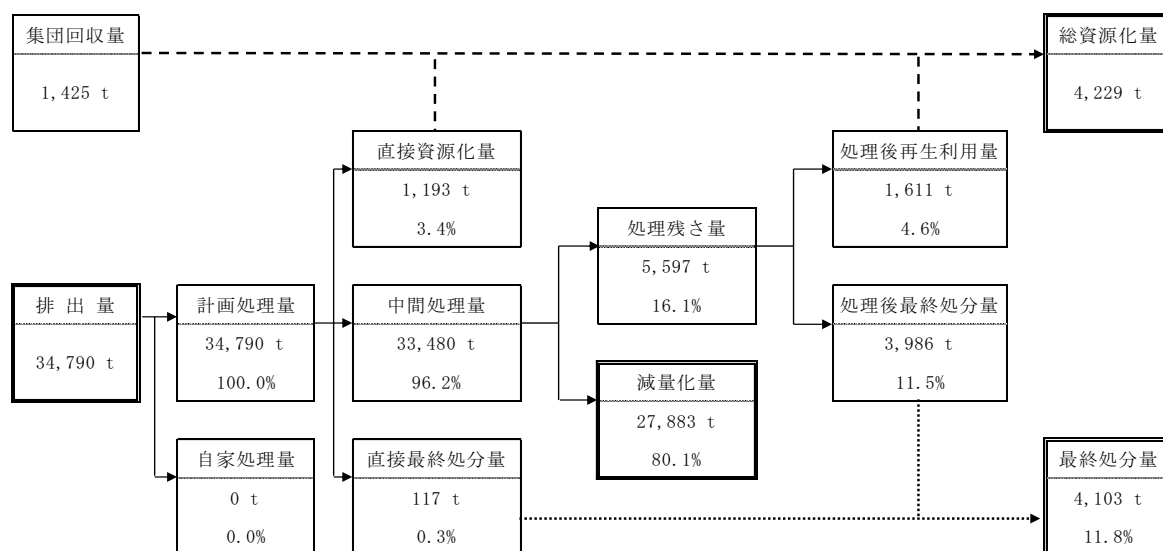 集団回収量
1,425 t
総資源化量
4,229 t
直接資源化量
1,193 t
3.4%
処理後再生利用量
1,611 t
4.6%
処理残さ量
5,597 t
16.1%
排 出 量
34,790 t
計画処理量
34,790 t
100.0%
中間処理量
33,480 t
96.2%
処理後最終処分量
3,986 t
11.5%
減量化量
27,883 t
80.1%
自家処理量
0 t
0.0%
直接最終処分量
117 t
0.3%
最終処分量
4,103 t
11.8%